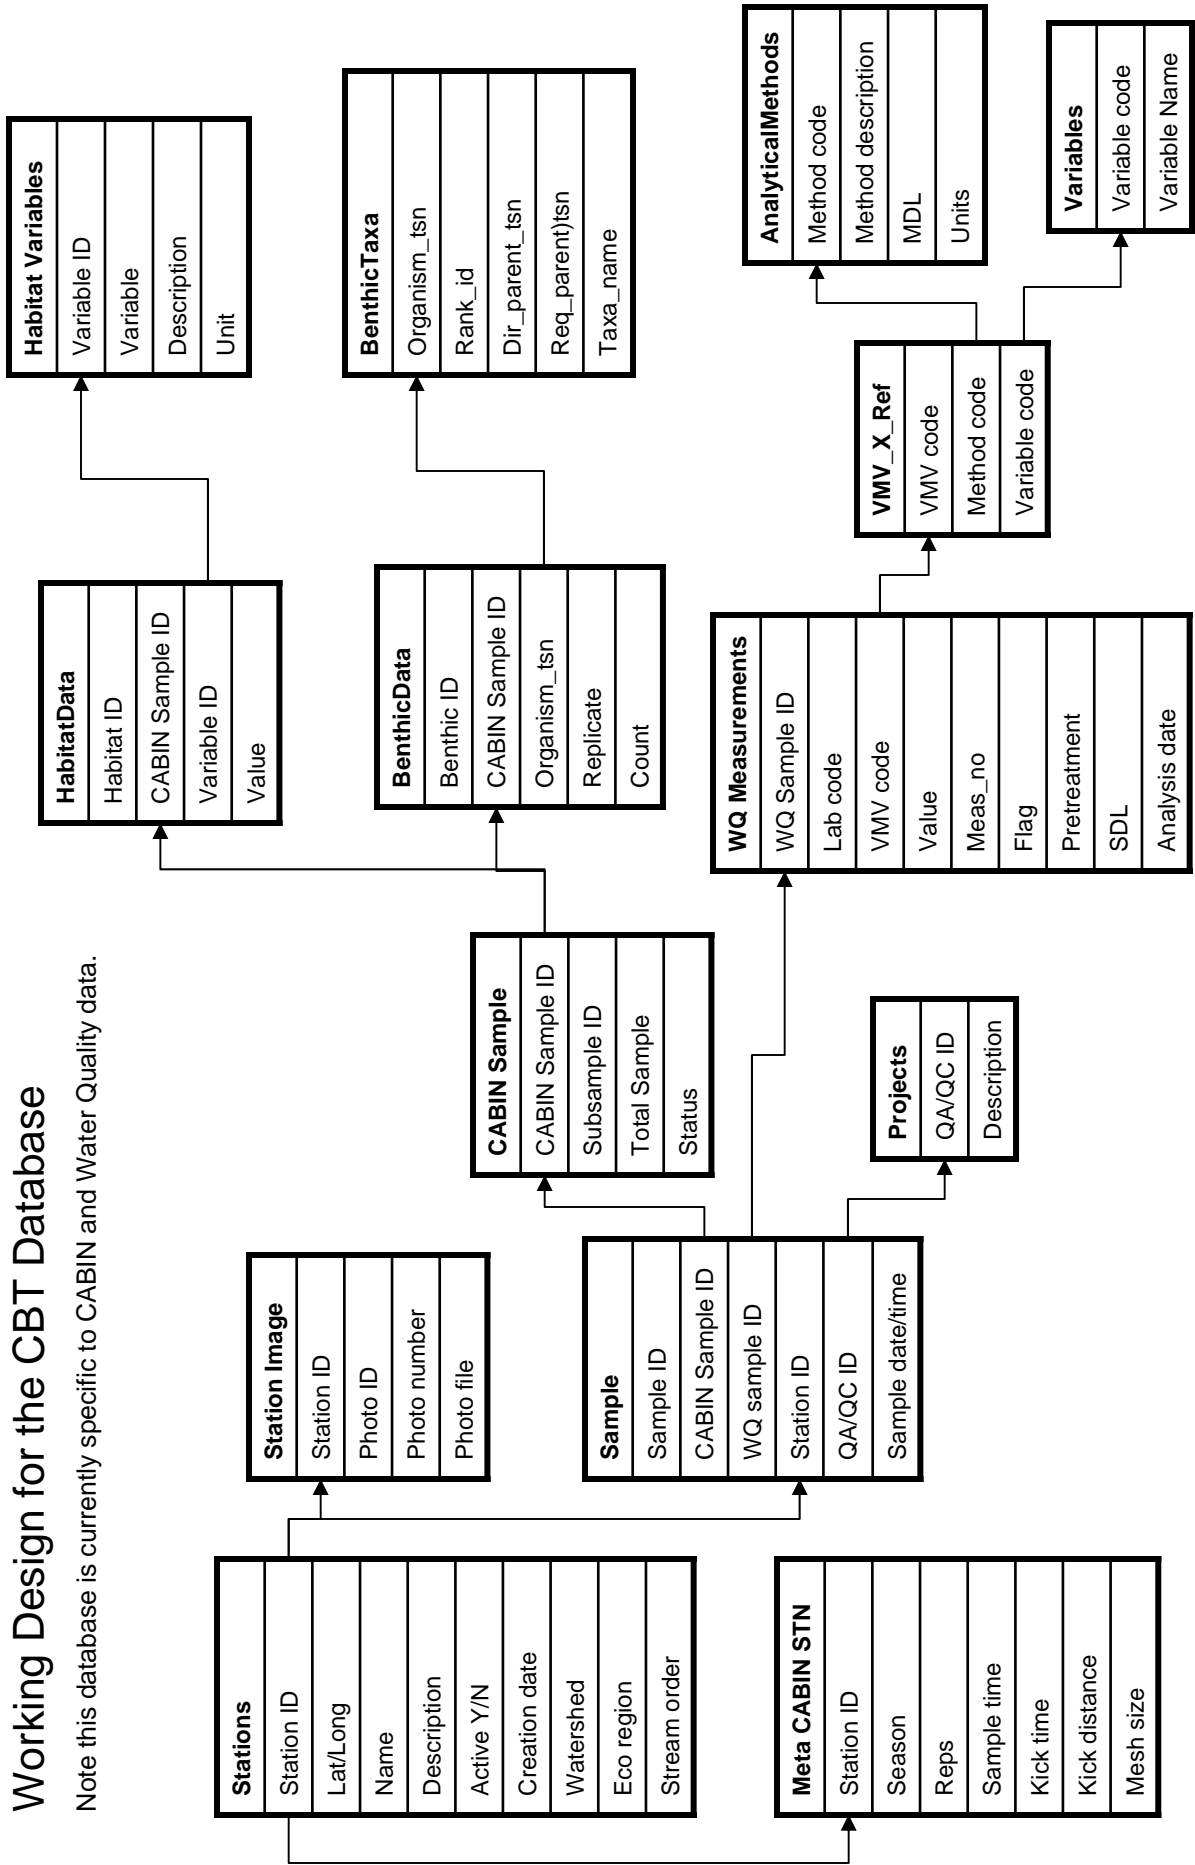 Working Design for the CBT Database
Note this database is currently specific to CABIN and Water Quality data.
Stations
Station ID
Lat/Long
Name
Description
Active Y/N
Creation date
Watershed
Eco region
Stream order
Meta CABIN STN
Station ID
Season
Reps
Sample time
Kick time
Kick distance
Mesh size
Station Image
Station ID
Photo ID
Photo number
Photo file
Sample
Sample ID
CABIN Sample ID
WQ sample ID
Station ID
QA/QC ID
Sample date/time
CABIN Sample
CABIN Sample ID
Subsample ID
Total Sample
Status
Projects
QA/QC ID
Description
HabitatData
Habitat ID
CABIN Sample ID
Variable ID
Value
BenthicData
Benthic ID
CABIN Sample ID
Organism_tsn
Replicate
Count
WQ Measurements
WQ Sample ID
Lab code
VMV code
Value
Meas_no
Flag
Pretreatment
SDL
Analysis date
Habitat Variables
Variable ID
Variable
Description
Unit
BenthicTaxa
Organism_tsn
Rank_id
Dir_parent_tsn
Req_parent)tsn
Taxa_name
VMV_X_Ref
VMV code
Method code
Variable code
AnalyticalMethods
Method code
Method description
MDL
Units
Variables
Variable code
Variable Name